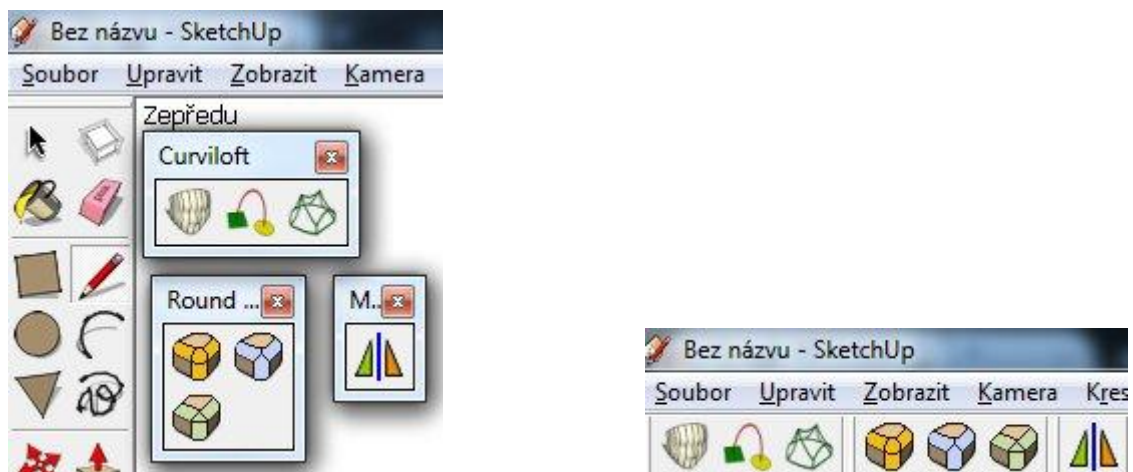 Bez názvu - SketchUp
Soubor Upravit Zobrazit Kamera
Zepředu
Curviloft
Round ...
M...
Bez názvu - SketchUp
Soubor Upravit Zobrazit Kamera Kres